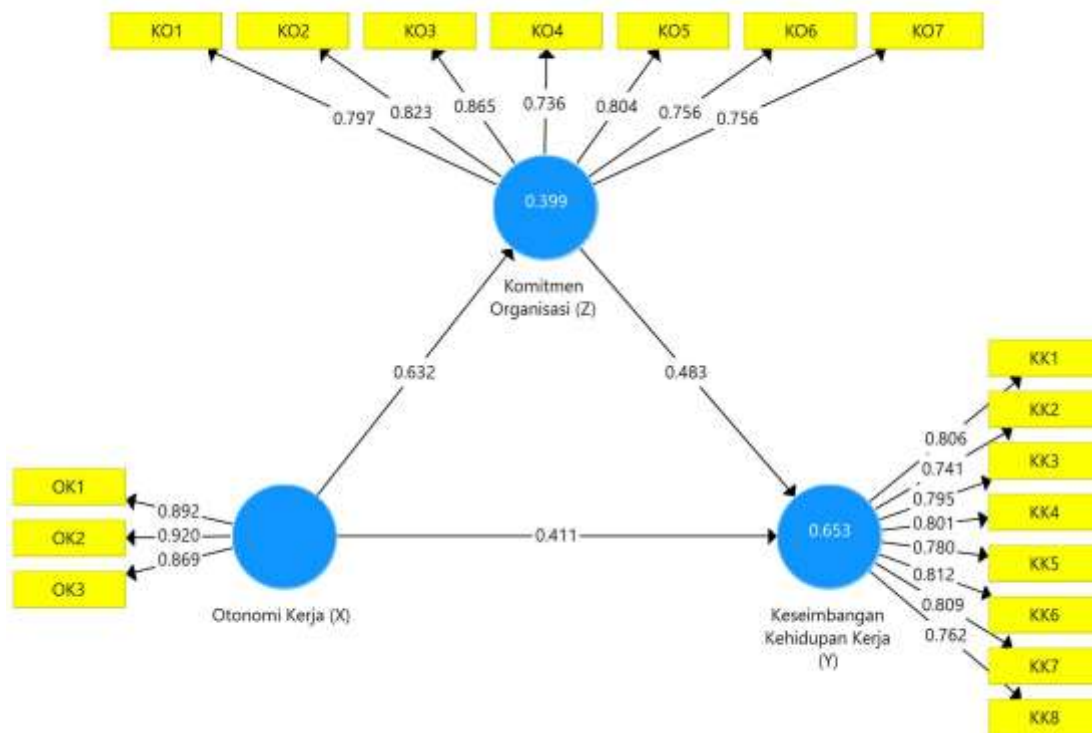 KO1 KO2 KO3 KO4 KO5 KO6 KO7
0.797 0.823 0.865 0.736 0.804 0.756 0.756
0.399
Komitmen
Organisasi (Z)
0.632
0.483
OK1
OK2
OK3
0.892
0.920
0.869
Otonomi Kerja (X)
0.411
0.653
Keseimbangan
Kehidupan Kerja
(Y)
0.806
0.741
0.795
0.801
0.780
0.812
0.809
0.762
KK1
KK2
KK3
KK4
KK5
KK6
KK7
KK8